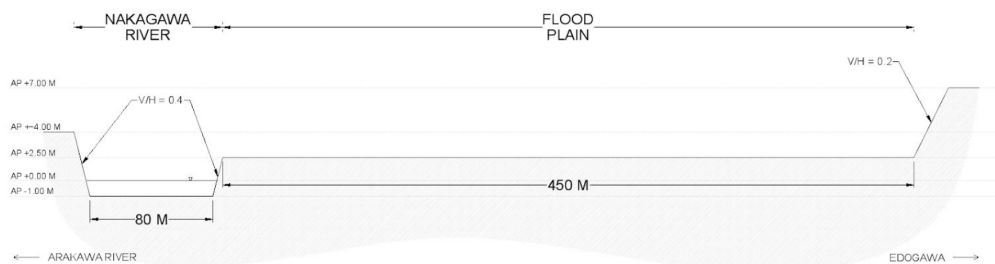 NAKAGAWA
RIVER
FLOOD
PLAIN
V/H = 0.2
AP +7.00 M
V/H = 0.4
AP +-4.00 M
AP +2.50 M
AP +0.00 M
AP -1.00 M
450 M
80 M
ARAKAWA RIVER
EDOGAWA